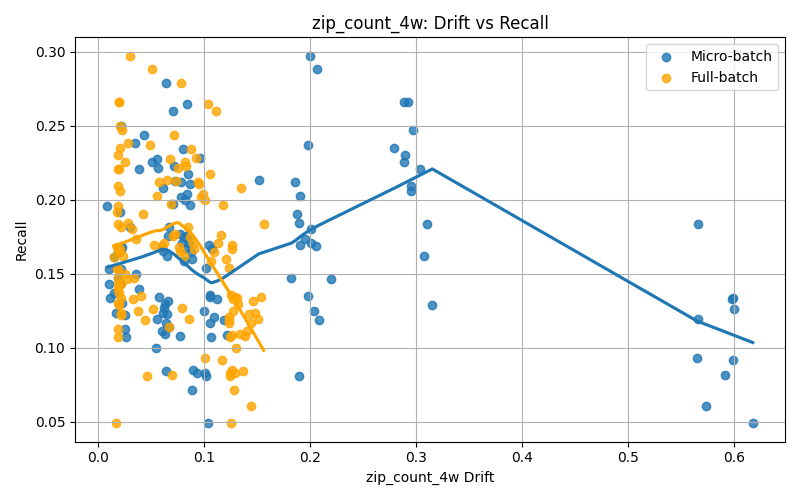 zip_count_4w: Drift vs Recall
Micro-batch
Full-batch
Recall
0.30
0.25
0.20
0.15
0.10
0.05
0.0 0.1 0.2 0.3 0.4 0.5 0.6
zip_count_4w Drift